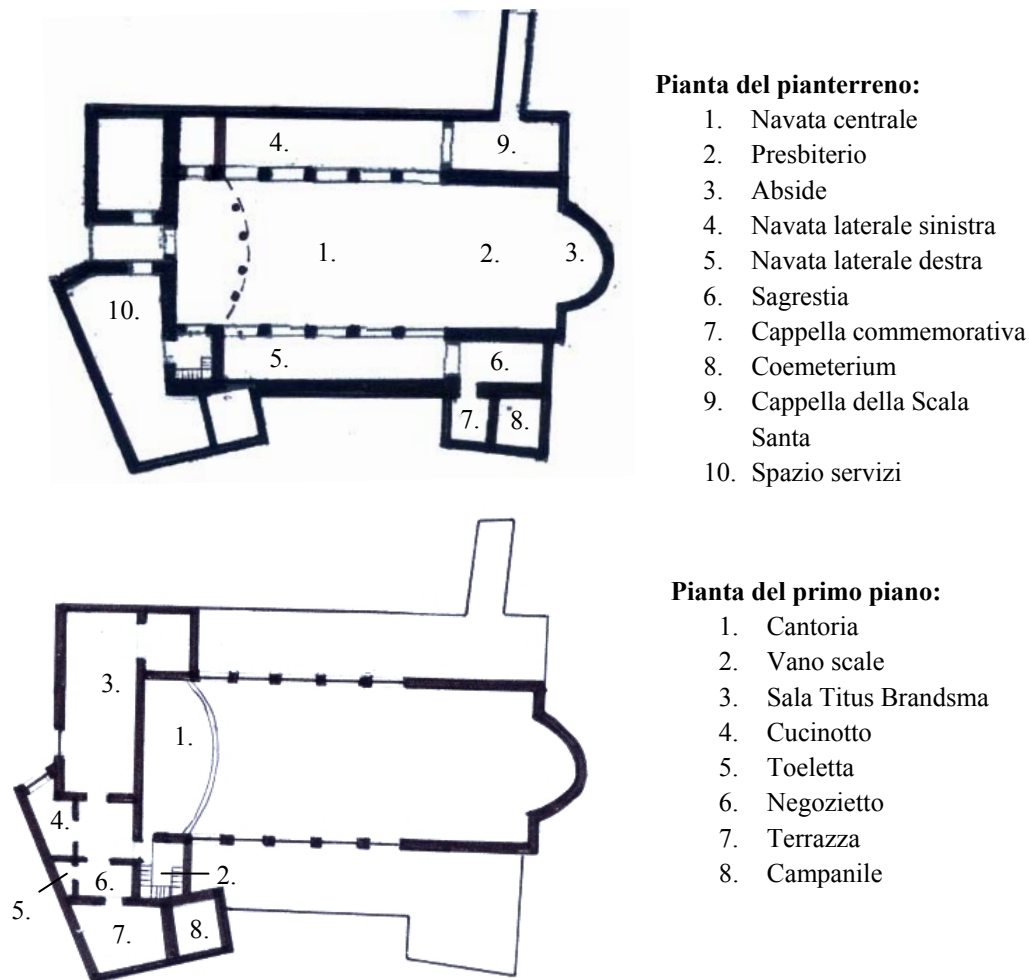 Pianta del pianterreno:
1. Navata centrale
2. Presbiterio
3. Abside
4. Navata laterale sinistra
5. Navata laterale destra
6. Sagrestia
7. Cappella commemorativa
8. Coemeterium
9. Cappella della Scala
Santa
10. Spazio servizi
4.
9.
1.
2.
3.
10.
5.
6.
7.
8.
Pianta del primo piano:
1. Cantoria
2. Vano scale
3. Sala Titus Brandsma
4. Cucinotto
5. Toeletta
6. Negozietto
7. Terrazza
8. Campanile
3.
1.
4.
6.
2.
5.
7.
8.